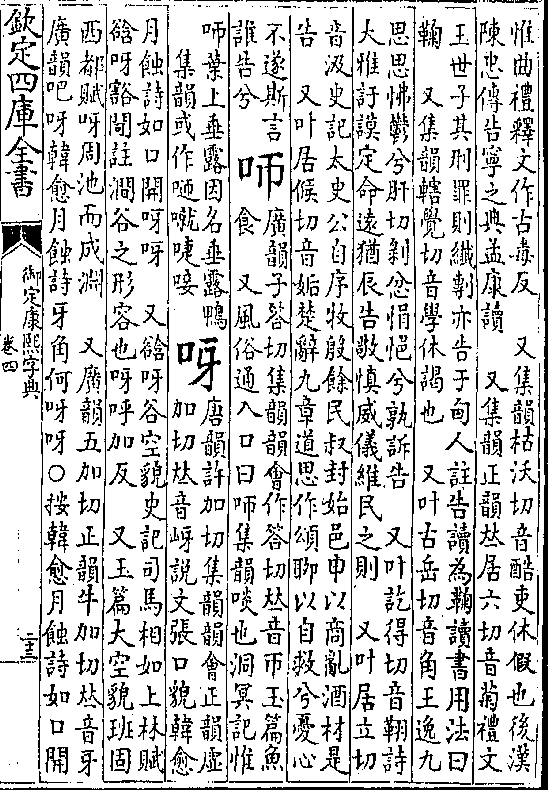 惟曲禮釋文作古毒反　又集韻枯沃切音酷吏休假也後漢
陳忠傳告寧之典孟康讀　又集韻正韻𠀤居六切音菊禮文
王世子其刑罪則纎剸亦告于甸人註告讀為鞠讀書用法曰
鞠　又集韻轄覺切音學休謁也　又叶古岳切音角王逸九
思思怫鬱兮肝切剝忿悁悒兮孰訴告　又叶訖得切音䩯詩
大雅訏謨定命遠猶辰告敬慎威儀維民之則　又叶居立切
音汲史記太史公自序牧殷餘民叔封始邑申以商亂酒材是
告　又叶居候切音姤楚辭九章道思作頌聊以自救兮憂心
不遂斯言誰告兮
咂　廣韻子答切集韻韻會作答切𠀤音帀玉篇魚食　又風俗通入口曰咂集韻啖也洞冥記惟
咂葉上垂露因名垂露鴨　集韻或作𠯗噈啑唼
呀　唐韻許加切集韻韻會正韻虛加切𠀤音岈說文張口貌韓愈
月蝕詩如口開呀呀　又谽呀谷空貌史記司馬相如上林賦
谽呀豁閜註澗谷之形容也呀呼加反　又玉篇大空貌班固
西都賦呀周池而成淵　又廣韻五加切正韻牛加切𠀤音牙
廣韻吧呀韓愈月蝕詩牙角何呀呀○按韓愈月蝕詩如口開
欽定四庫全書
御定康熙字典
卷四
二十三